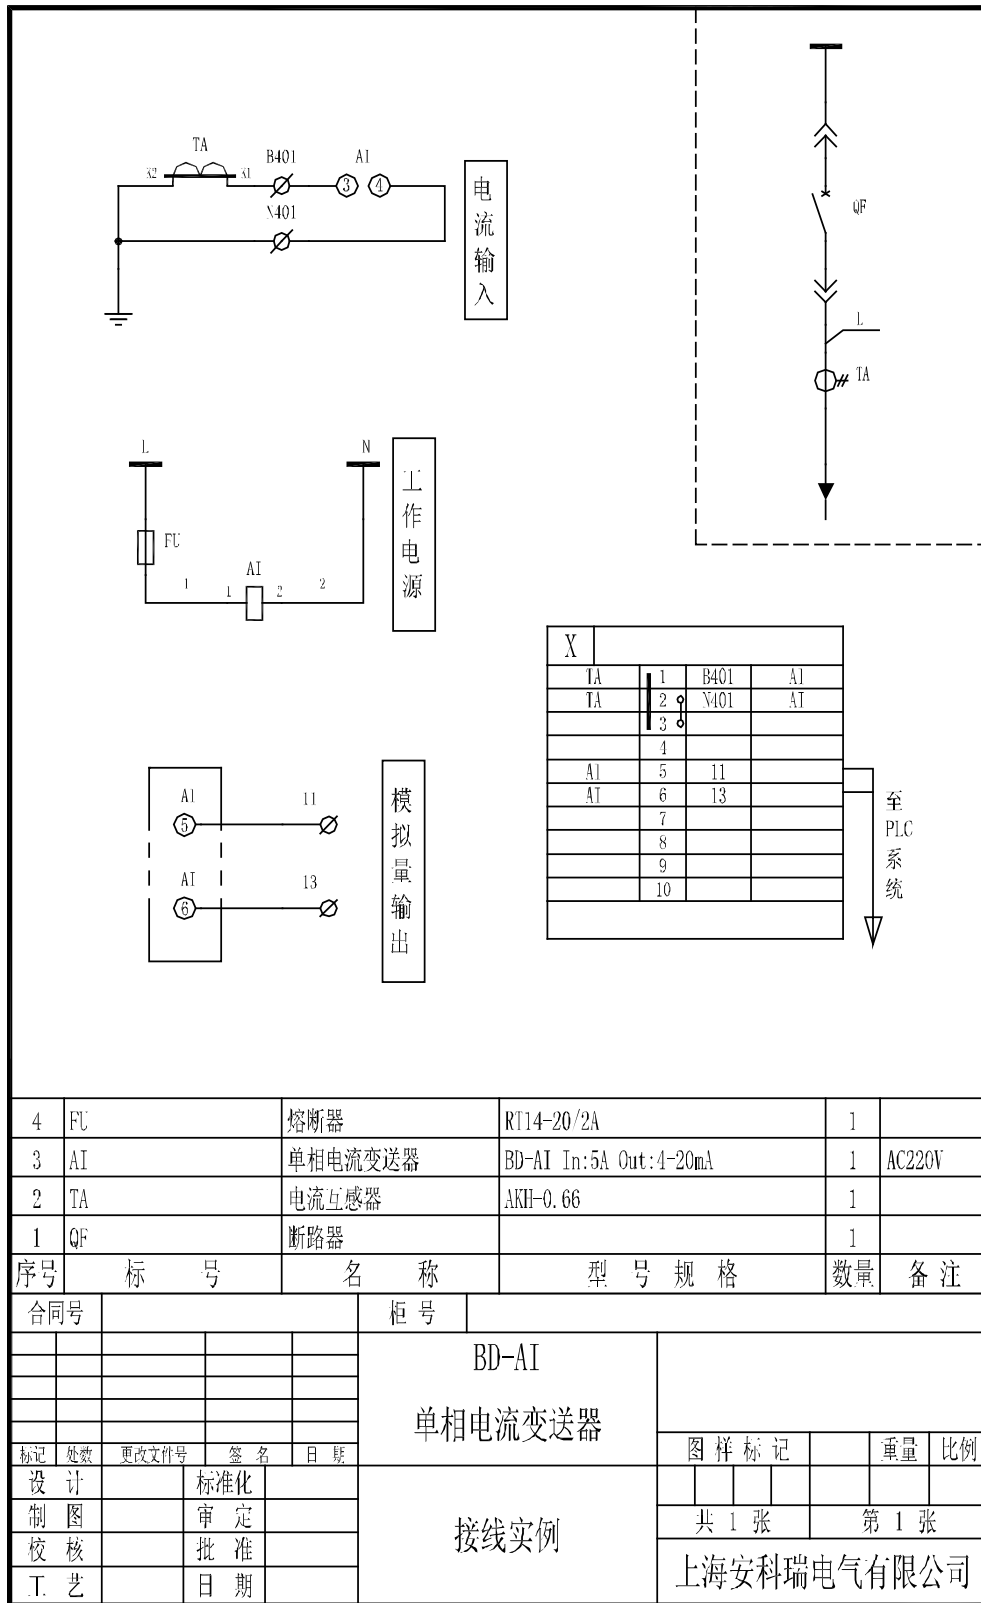 TA
K2
K1
B401
AI
3
4
N401
电流输入
QF
L
TA
L
N
FU
AI
1
1
2
2
工作电源
X
TA 1 B401 AI
TA 2 N401 AI
3
4
AI 5 11
AI 6 13
7
8
9
10
至
PLC
系
统
AI
5
11
AI
6
13
模拟量输出
4 FU 熔断器 RT14-20/2A 1
3 AI 单相电流变送器 BD-AI In:5A Out:4-20mA 1 AC220V
2 TA 电流互感器 AKH-0.66 1
1 QF 断路器 1
序号 标 号 名 称 型 号 规 格 数量 备 注
合同号 柜 号
BD-AI
单相电流变送器
标记 处数 更改文件号 签 名 日 期
图 样 标 记 重量 比例
设 计 标准化
制 图 审 定
校 核 批 准
工 艺 日 期
接线实例
共 1 张 第 1 张
上海安科瑞电气有限公司